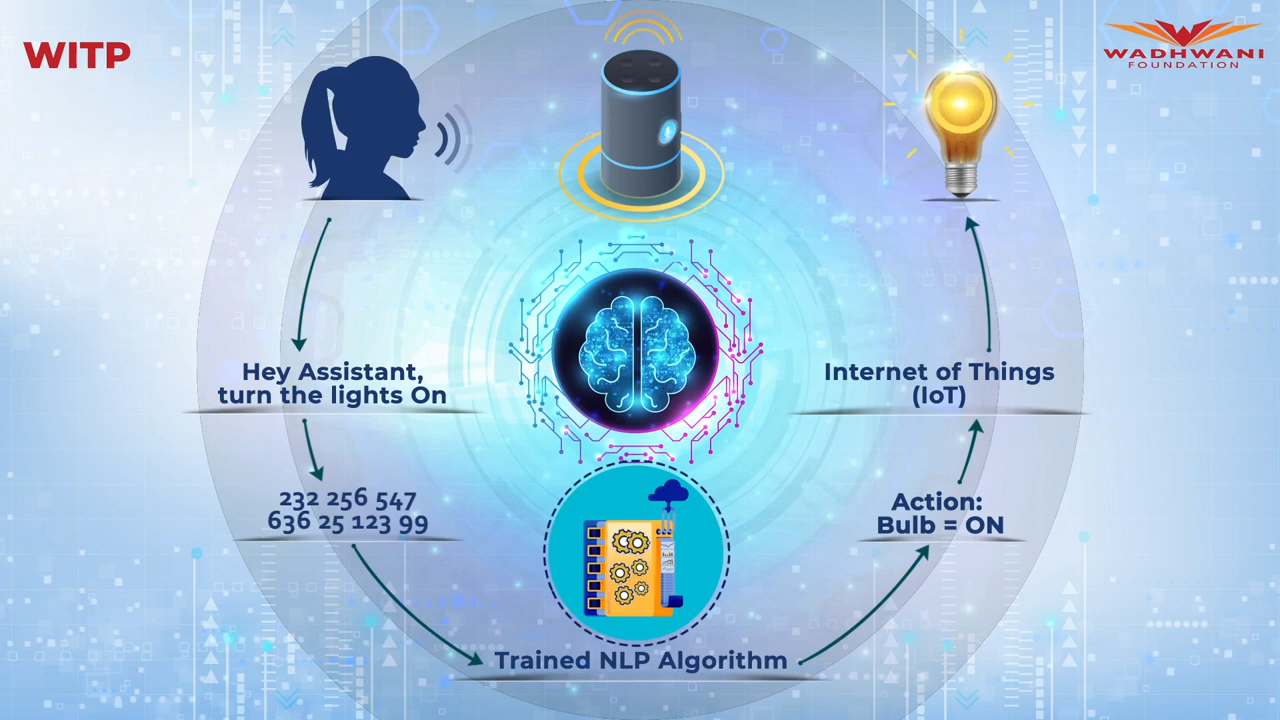 WITP
WADHWANI
FOUNDATION
Hey Assistant,
turn the lights On
232 256 547
636 25 123 99
Trained NLP Algorithm
Action:
Bulb = ON
Internet of Things
(IoT)